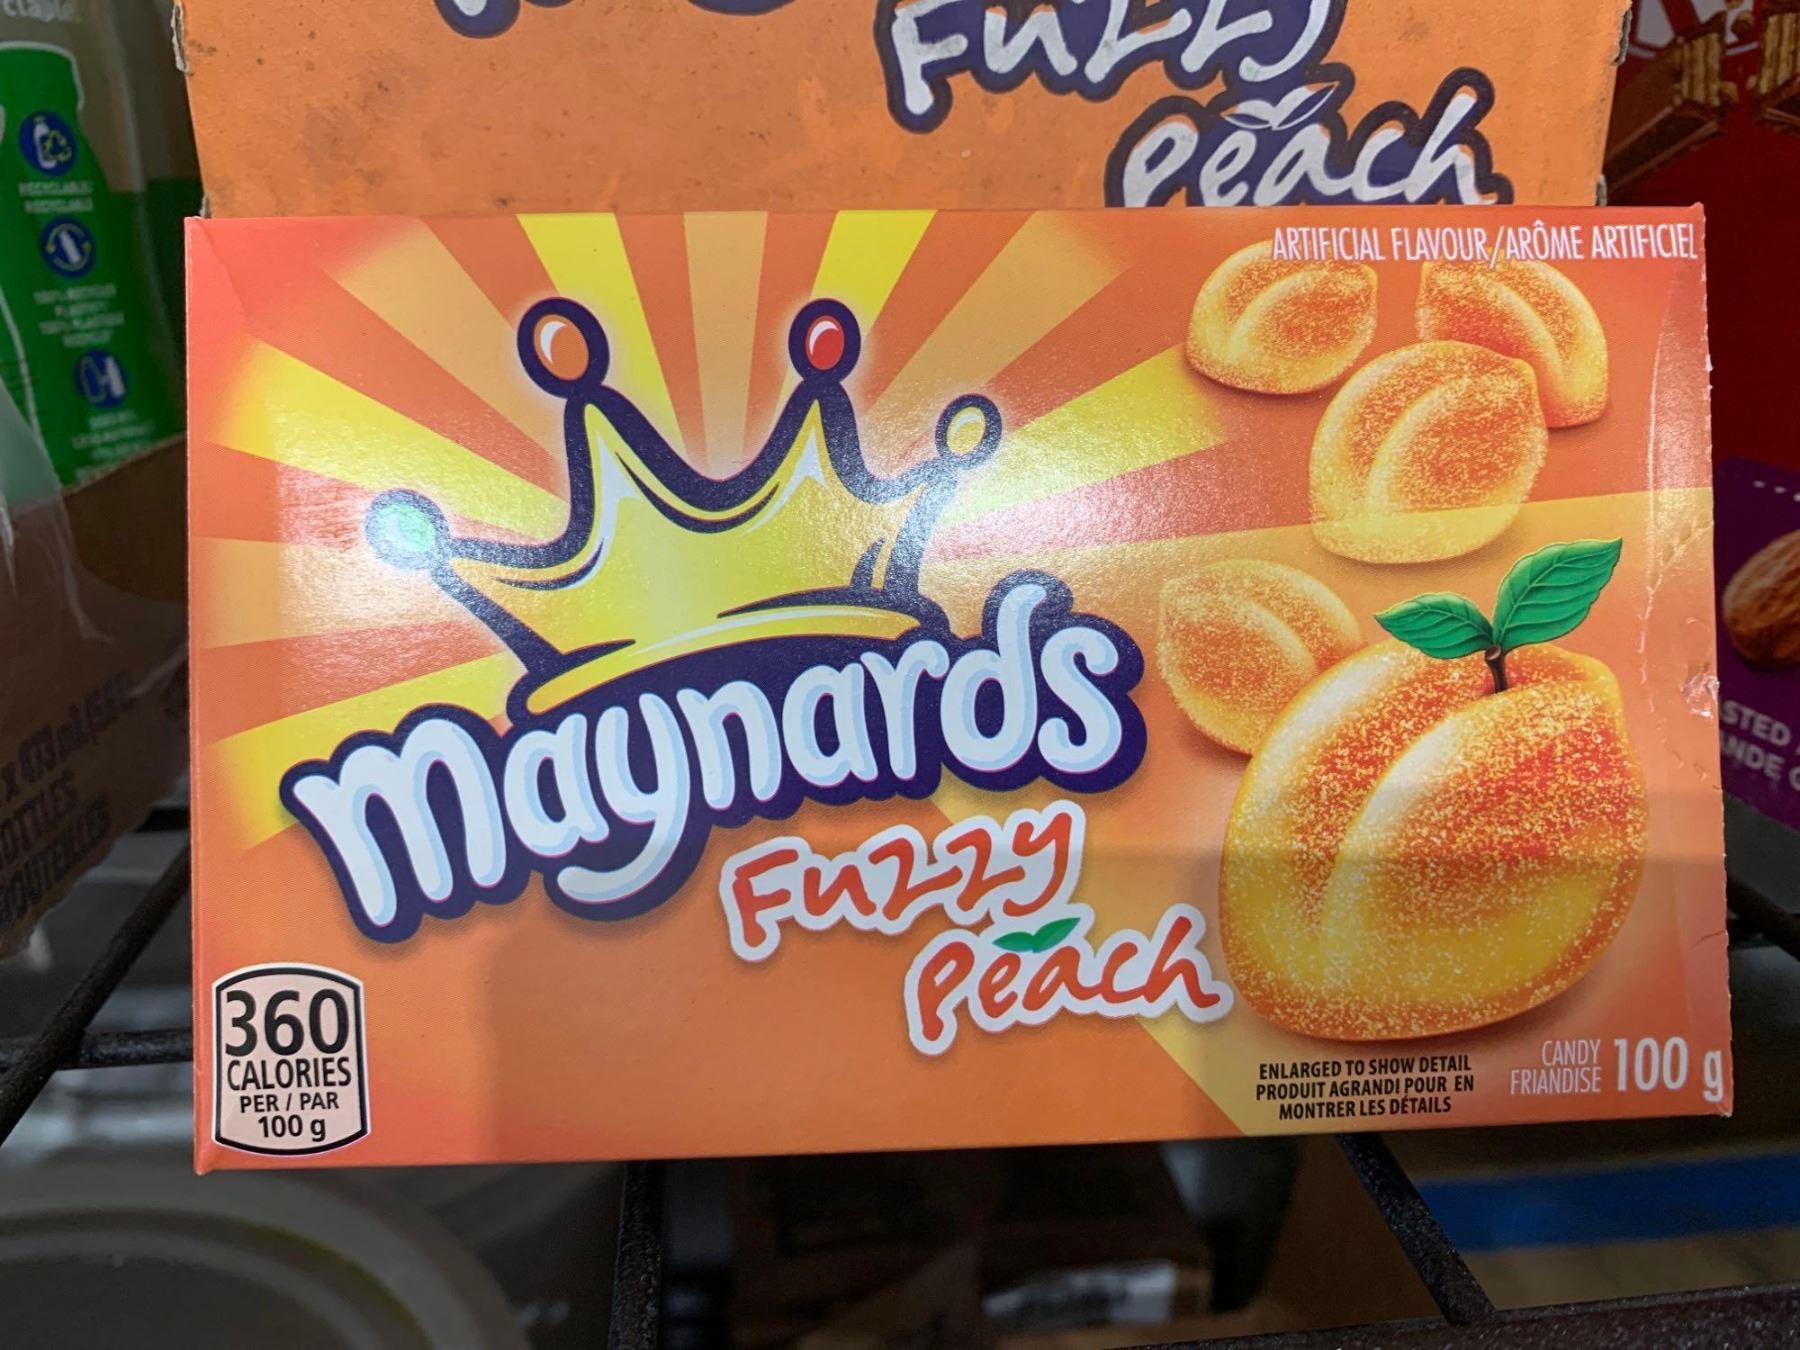 Fuzzy
peach
ARTIFICIAL FLAVOUR/ARÔME ARTIFICIEL
maynards
Fuzzy
peach
360
CALORIES
PER / PAR
100 g
ENLARGED TO SHOW DETAIL
PRODUIT AGRANDI POUR EN
MONTRER LES DÉTAILS
CANDY
FRIANDISE
100 g
RECYCLABLE